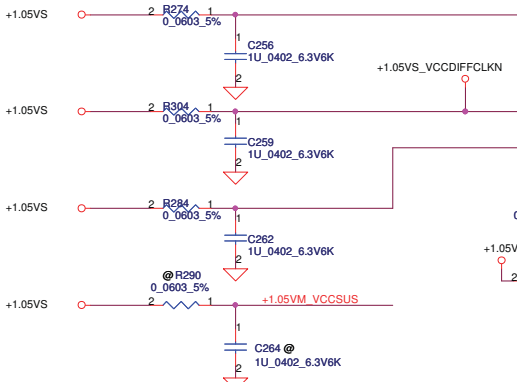 +1.05VS
2 R274 1
0_0603_5%
1
C256
1U_0402_6.3V6K
2
+1.05VS_VCCDIFFCLKN
+1.05VS
2 R304 1
0_0603_5%
1
C259
1U_0402_6.3V6K
2
+1.05VS
2 R284 1
0_0603_5%
1
C262
1U_0402_6.3V6K
2
+1.05V
2
@ R290
0_0603_5%
+1.05VS
2 1
+1.05VM_VCCSUS
1
C264 @
1U_0402_6.3V6K
2